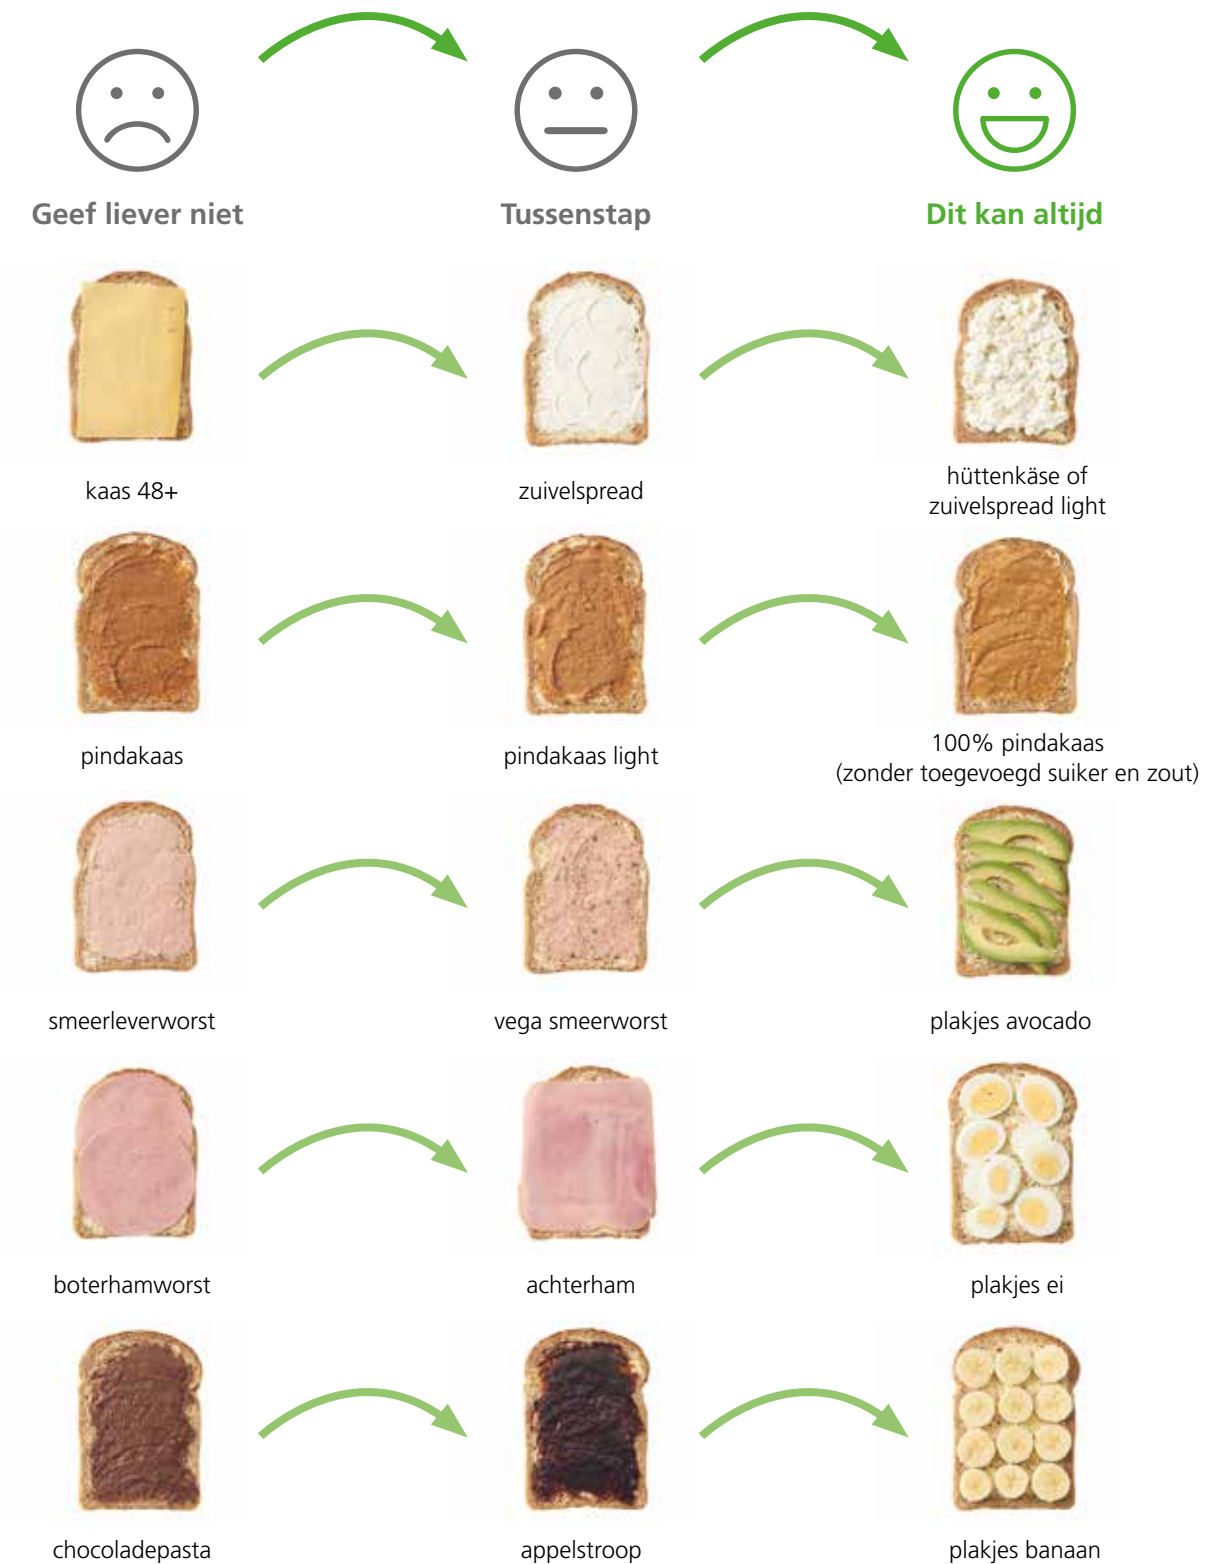 Geef liever niet
Tussenstap
Dit kan altijd
kaas 48+
zuivelspread
hüttenkäse of
zuivelspread light
pindakaas
pindakaas light
100% pindakaas
(zonder toegevoegd suiker en zout)
smeerleverworst
vega smeerworst
plakjes avocado
boterhamworst
achterham
plakjes ei
chocoladepasta
appelstroop
plakjes banaan